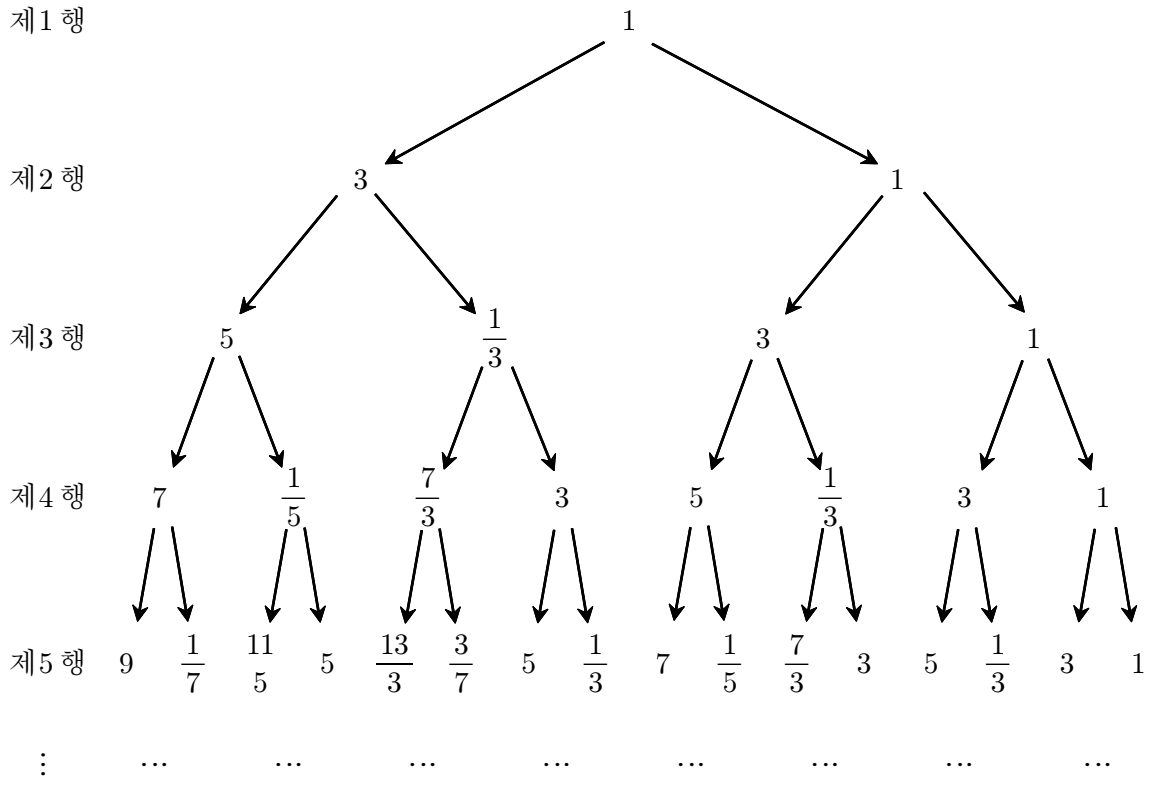 제1행 1
제2행 3 1
제3행 5 1/3 3 1
제4행 7 1/5 7/3 3 5 1/3 3 1
제5행 9 1/7 11/5 5 13/3 3/7 5 1/3 7 1/5 7/3 3 5 1/3 3 1
⋮ ⋯ ⋯ ⋯ ⋯ ⋯ ⋯ ⋯ ⋯